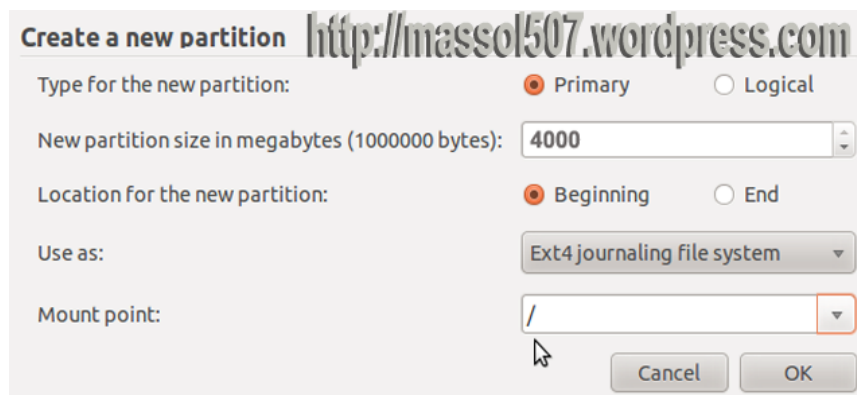 Create a new partition http://massol507.wordpress.com
Type for the new partition: Primary Logical
New partition size in megabytes (1000000 bytes): 4000
Location for the new partition: Beginning End
Use as: Ext4 journaling file system
Mount point: /
Cancel OK